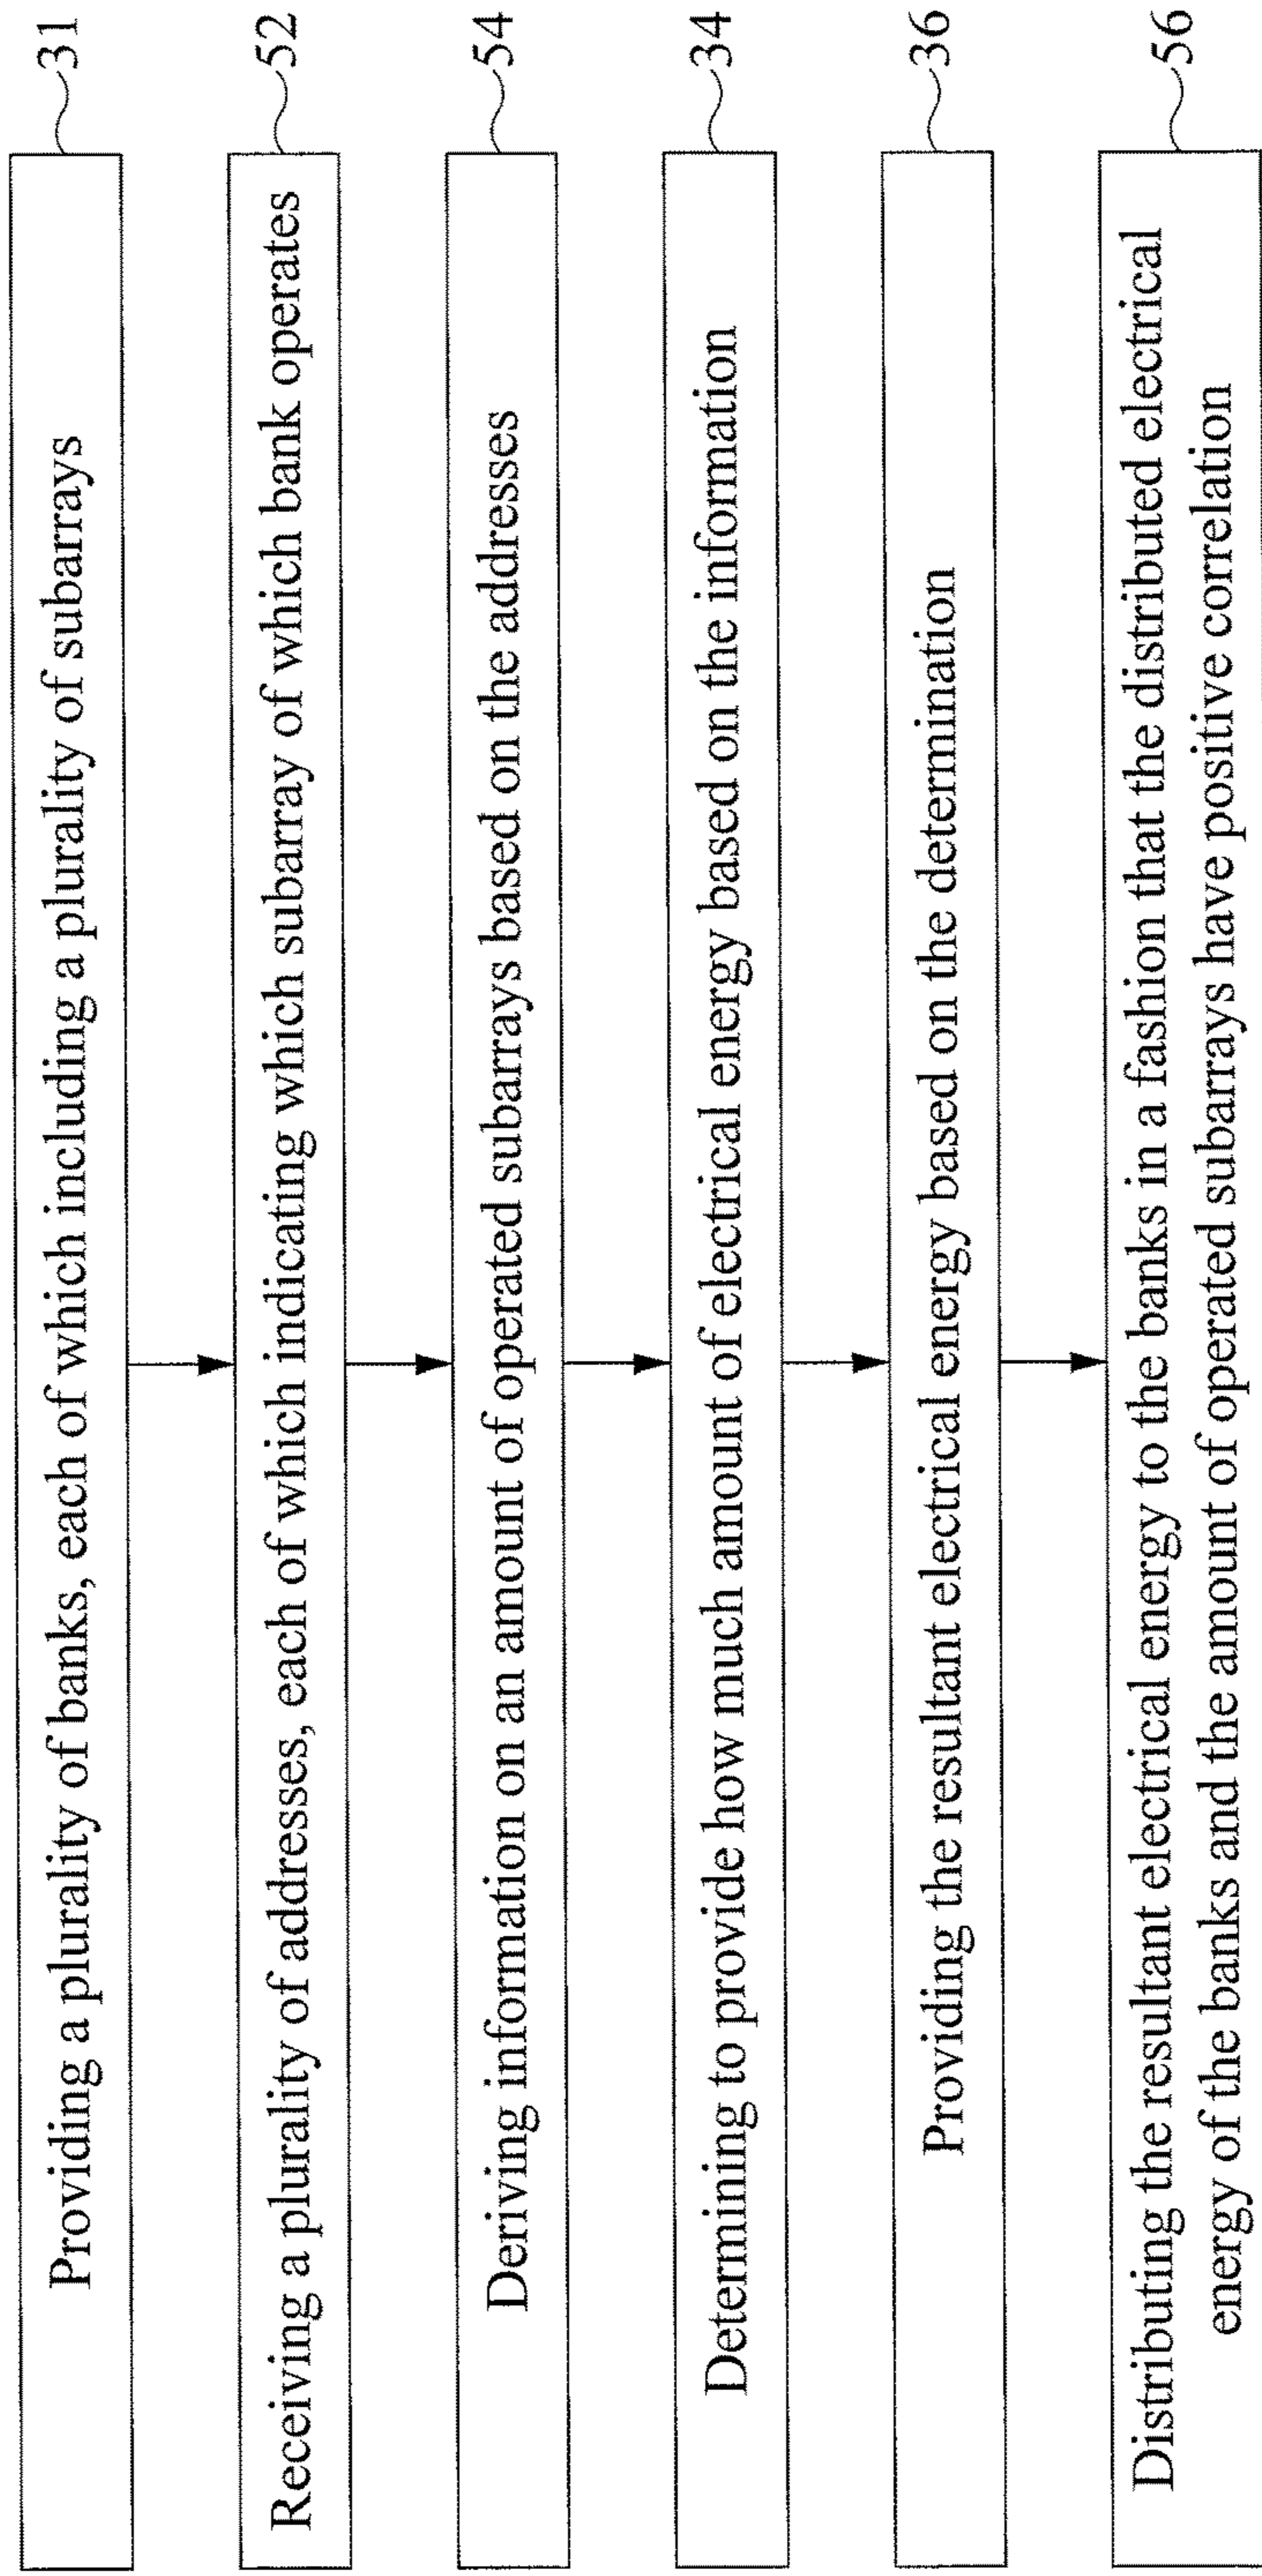 Providing a plurality of banks, each of which including a plurality of subarrays
31
Receiving a plurality of addresses, each of which indicating which subarray of which bank operates
52
Deriving information on an amount of operated subarrays based on the addresses
54
Determining to provide how much amount of electrical energy based on the information
34
Providing the resultant electrical energy based on the determination
36
Distributing the resultant electrical energy to the banks in a fashion that the distributed electrical
energy of the banks and the amount of operated subarrays have positive correlation
56